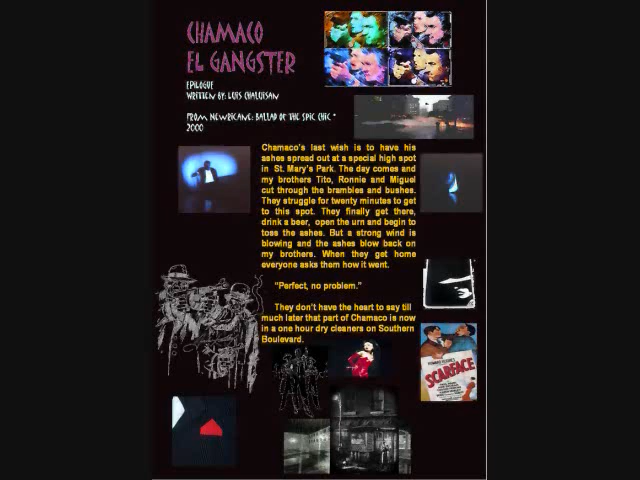 CHAMACO
EL GANGSTER
EPILOGUE
WRITTEN BY: LUIS CHALUISAN
FROM NEWRICANE: BALLAD OF THE SPIC CHIC *
2000
Chamaco's last wish is to have his
ashes spread out at a special high spot
in St. Mary's Park. The day comes and
my brothers Tito, Ronnie and Miguel
cut through the brambles and bushes.
They struggle for twenty minutes to get
to this spot. They finally get there,
drink a beer, open the urn and begin to
toss the ashes. But a strong wind is
blowing and the ashes blow back on
my brothers. When they get home
everyone asks them how it went.
"Perfect, no problem."
They don't have the heart to say till
much later that part of Chamaco is now
in a one hour dry cleaners on Southern
Boulevard.
SCARFACE